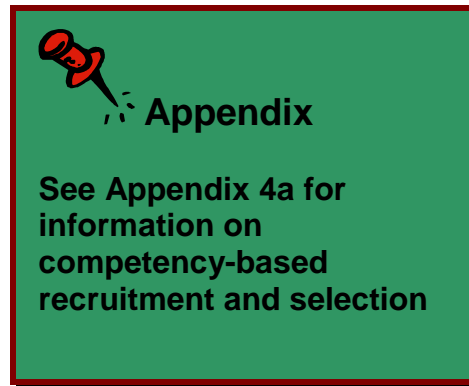 Appendix
See Appendix 4a for
information on
competency-based
recruitment and selection